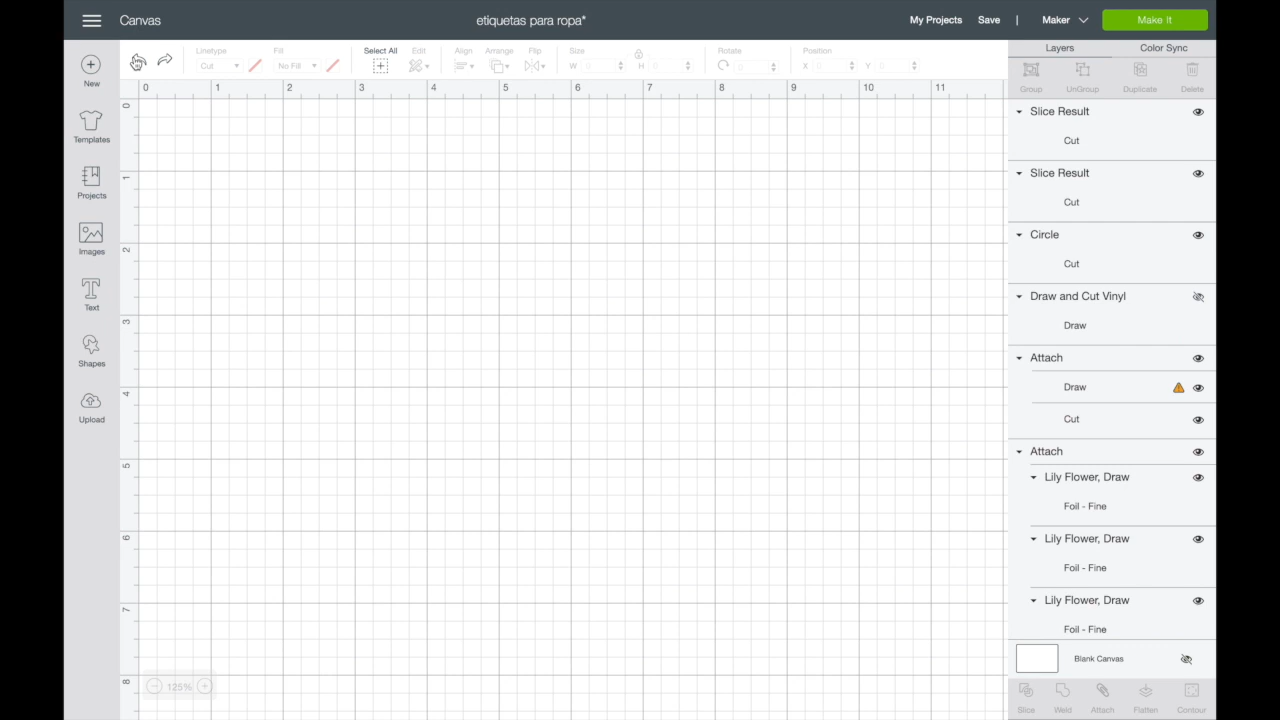 Canvas
etiquetas para ropa*
My Projects
Save
|
Maker
Make It
New
Templates
Projects
Images
Text
Shapes
Upload
Linetype
Cut
Fill
No Fill
Select All
Edit
Align
Arrange
Flip
Size
W 0
H 0
Rotate
0
Position
X 0
Y 0
0 1 2 3 4 5 6 7 8 9 10 11
0
1
2
3
4
5
6
7
8
125%
Layers
Color Sync
Group
UnGroup
Duplicate
Delete
Slice Result
Cut
Slice Result
Cut
Circle
Cut
Draw and Cut Vinyl
Draw
Attach
Draw
Cut
Attach
Lily Flower, Draw
Foil - Fine
Lily Flower, Draw
Foil - Fine
Lily Flower, Draw
Foil - Fine
Blank Canvas
Slice
Weld
Attach
Flatten
Contour